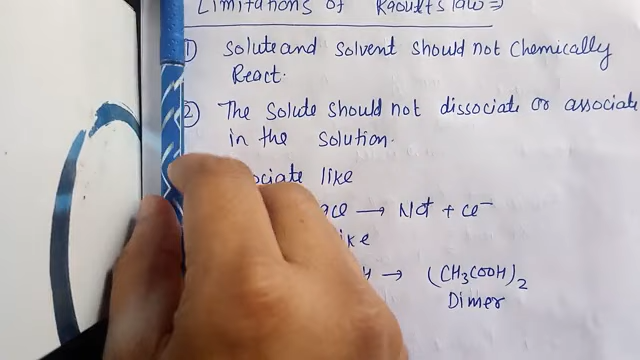 Limitations of Raoult's law ⇒
① Solute and Solvent should not Chemically
React.
② The Solute should not dissociate or associate
in the Solution.
like
→ Na+ + Cl-
→ (CH3COOH)2
Dimer